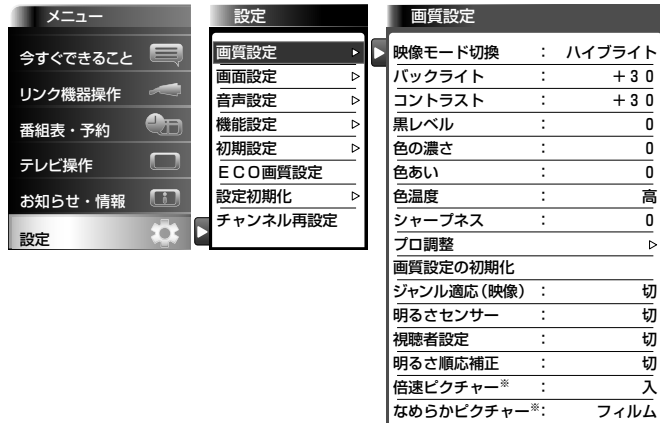 メニュー
今すぐできること
リンク機器操作
番組表・予約
テレビ操作
お知らせ・情報
設定
設定
画質設定
画面設定
音声設定
機能設定
初期設定
ECO画質設定
設定初期化
チャンネル再設定
画質設定
映像モード切換 : ハイブライト
バックライト : +30
コントラスト : +30
黒レベル : 0
色の濃さ : 0
色あい : 0
色温度 : 高
シャープネス : 0
プロ調整
画質設定の初期化
ジャンル適応(映像) : 切
明るさセンサー : 切
視聴者設定 : 切
明るさ順応補正 : 切
倍速ピクチャー※ : 入
なめらかピクチャー※: フィルム